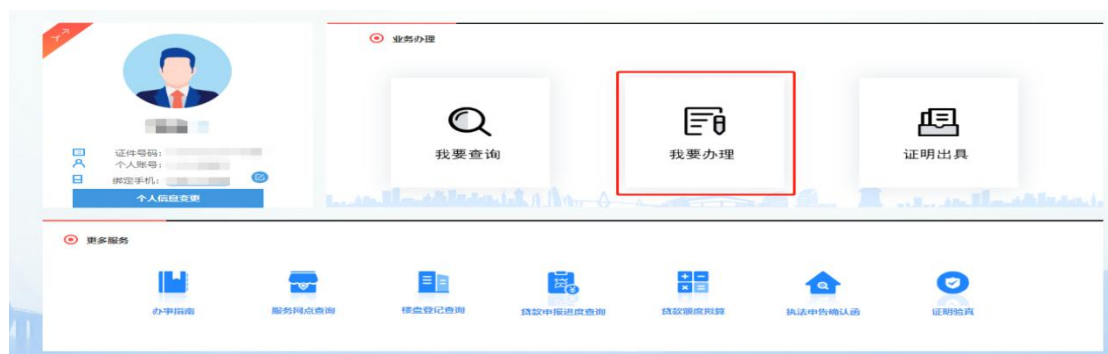 业务办理
证件号码：
个人账号：
绑定手机：
个人信息变更
我要查询
我要办理
证明出具
更多服务
办事指南
服务网点查询
楼盘登记查询
贷款申报进度查询
贷款额度拟算
执法申告确认函
证明验真